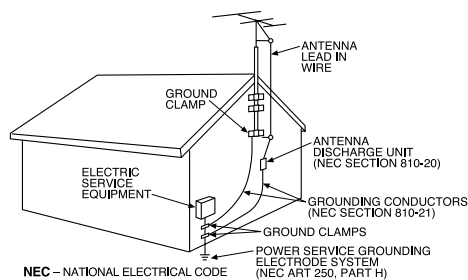 ANTENNA
LEAD IN
WIRE
GROUND
CLAMP
ANTENNA
DISCHARGE UNIT
(NEC SECTION 810-20)
ELECTRIC
SERVICE
EQUIPMENT
GROUNDING CONDUCTORS
(NEC SECTION 810-21)
GROUND CLAMPS
POWER SERVICE GROUNDING
ELECTRODE SYSTEM
(NEC ART 250, PART H)
NEC – NATIONAL ELECTRICAL CODE